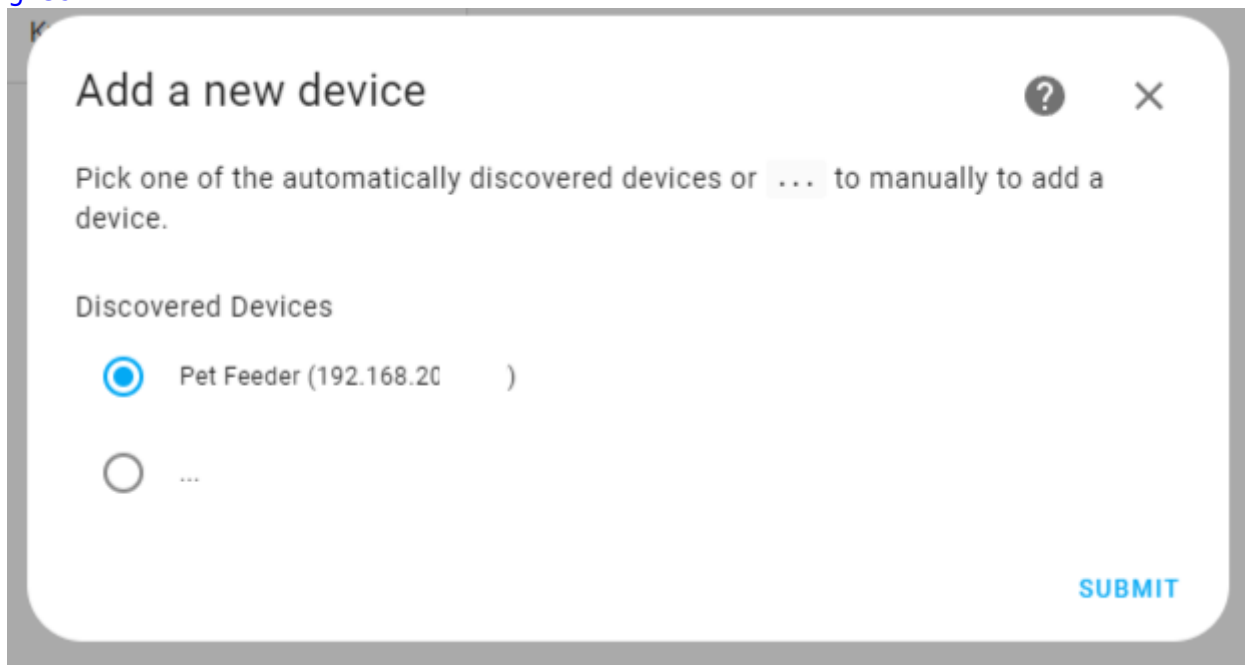 Add a new device
Pick one of the automatically discovered devices or ... to manually to add a
device.
Discovered Devices
Pet Feeder (192.168.20 )
...
SUBMIT